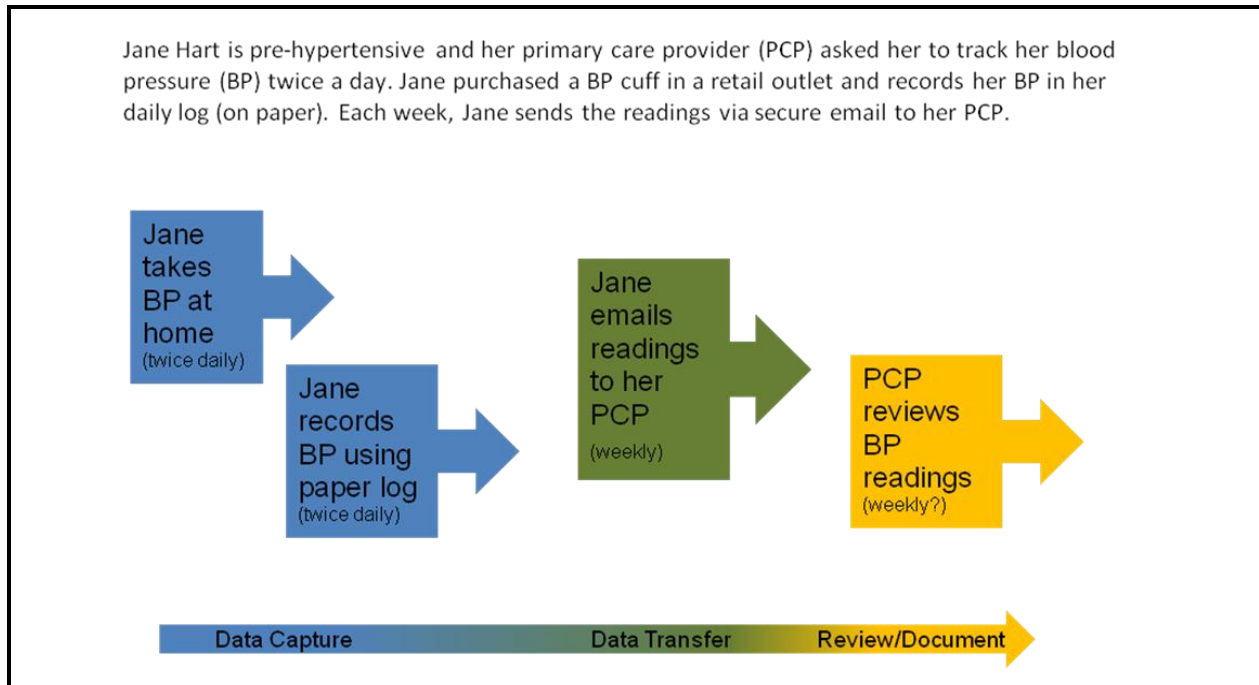 Jane Hart is pre-hypertensive and her primary care provider (PCP) asked her to track her blood
pressure (BP) twice a day. Jane purchased a BP cuff in a retail outlet and records her BP in her
daily log (on paper). Each week, Jane sends the readings via secure email to her PCP.
Jane
takes
BP at
home
(twice daily)
Jane
records
BP using
paper log
(twice daily)
Jane
emails
readings
to her
PCP
(weekly)
PCP
reviews
BP
readings
(weekly?)
Data Capture
Data Transfer
Review/Document